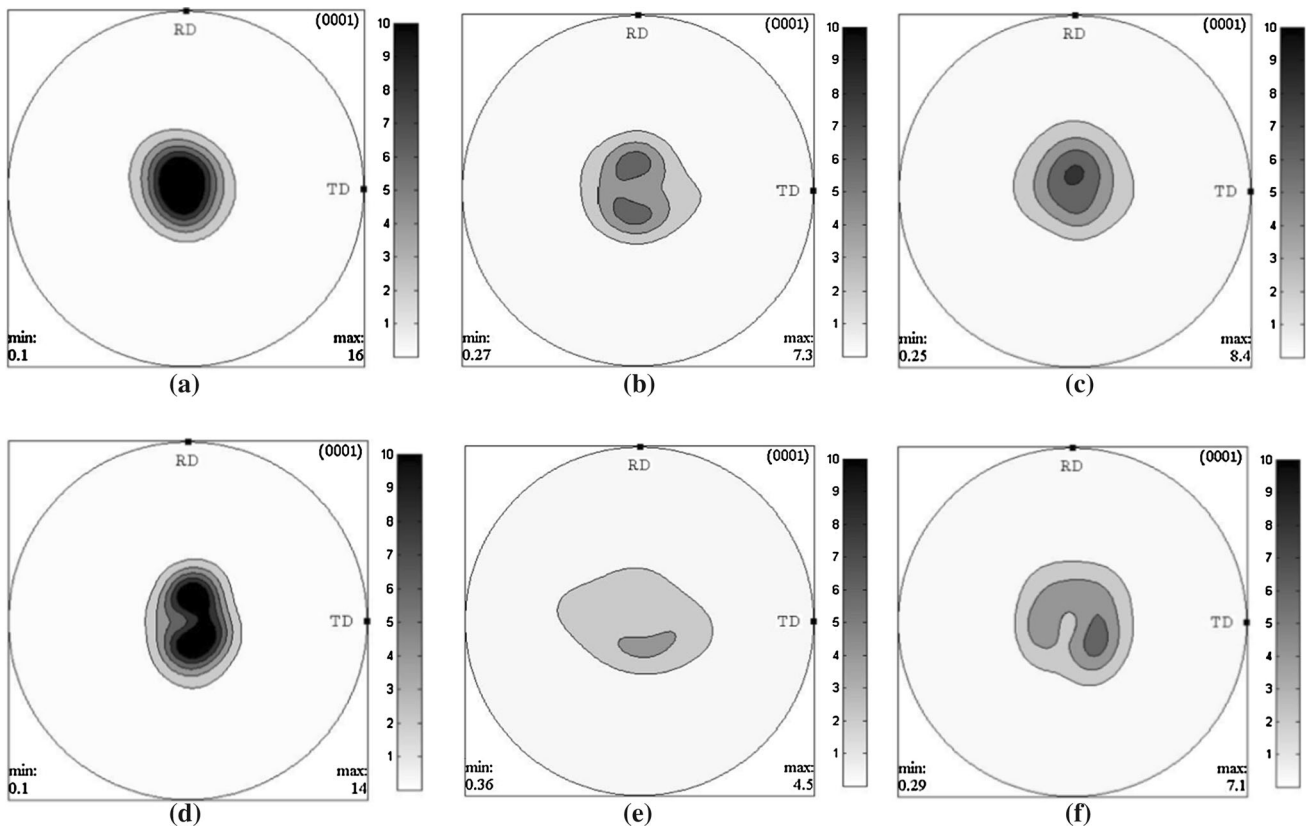 (0001)
RD
TD
min:
0.1
max:
16
10
9
8
7
6
5
4
3
2
1
(a)
(0001)
RD
TD
min:
0.27
max:
7.3
10
9
8
7
6
5
4
3
2
1
(b)
(0001)
RD
TD
min:
0.25
max:
8.4
10
9
8
7
6
5
4
3
2
1
(c)
(0001)
RD
TD
min:
0.1
max:
14
10
9
8
7
6
5
4
3
2
1
(d)
(0001)
RD
TD
min:
0.36
max:
4.5
10
9
8
7
6
5
4
3
2
1
(e)
(0001)
RD
TD
min:
0.29
max:
7.1
10
9
8
7
6
5
4
3
2
1
(f)